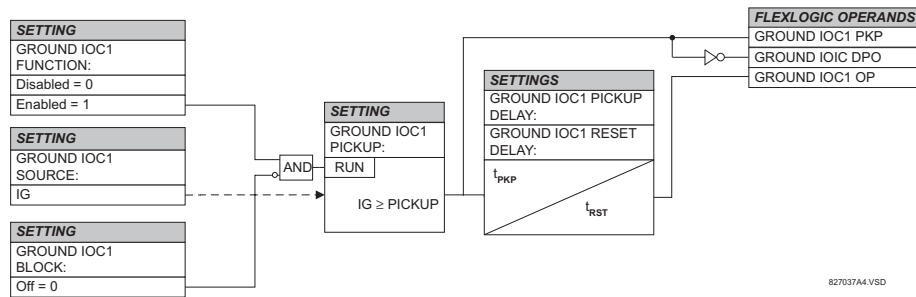 SETTING
GROUND IOC1
FUNCTION:
Disabled = 0
Enabled = 1
SETTING
GROUND IOC1
SOURCE:
IG
SETTING
GROUND IOC1
BLOCK:
Off = 0
AND
SETTING
GROUND IOC1
PICKUP:
RUN
IG ≥ PICKUP
SETTINGS
GROUND IOC1 PICKUP
DELAY:
GROUND IOC1 RESET
DELAY:
tPKP
tRST
FLEXLOGIC OPERANDS
GROUND IOC1 PKP
GROUND IOIC DPO
GROUND IOC1 OP
827037A4.VSD